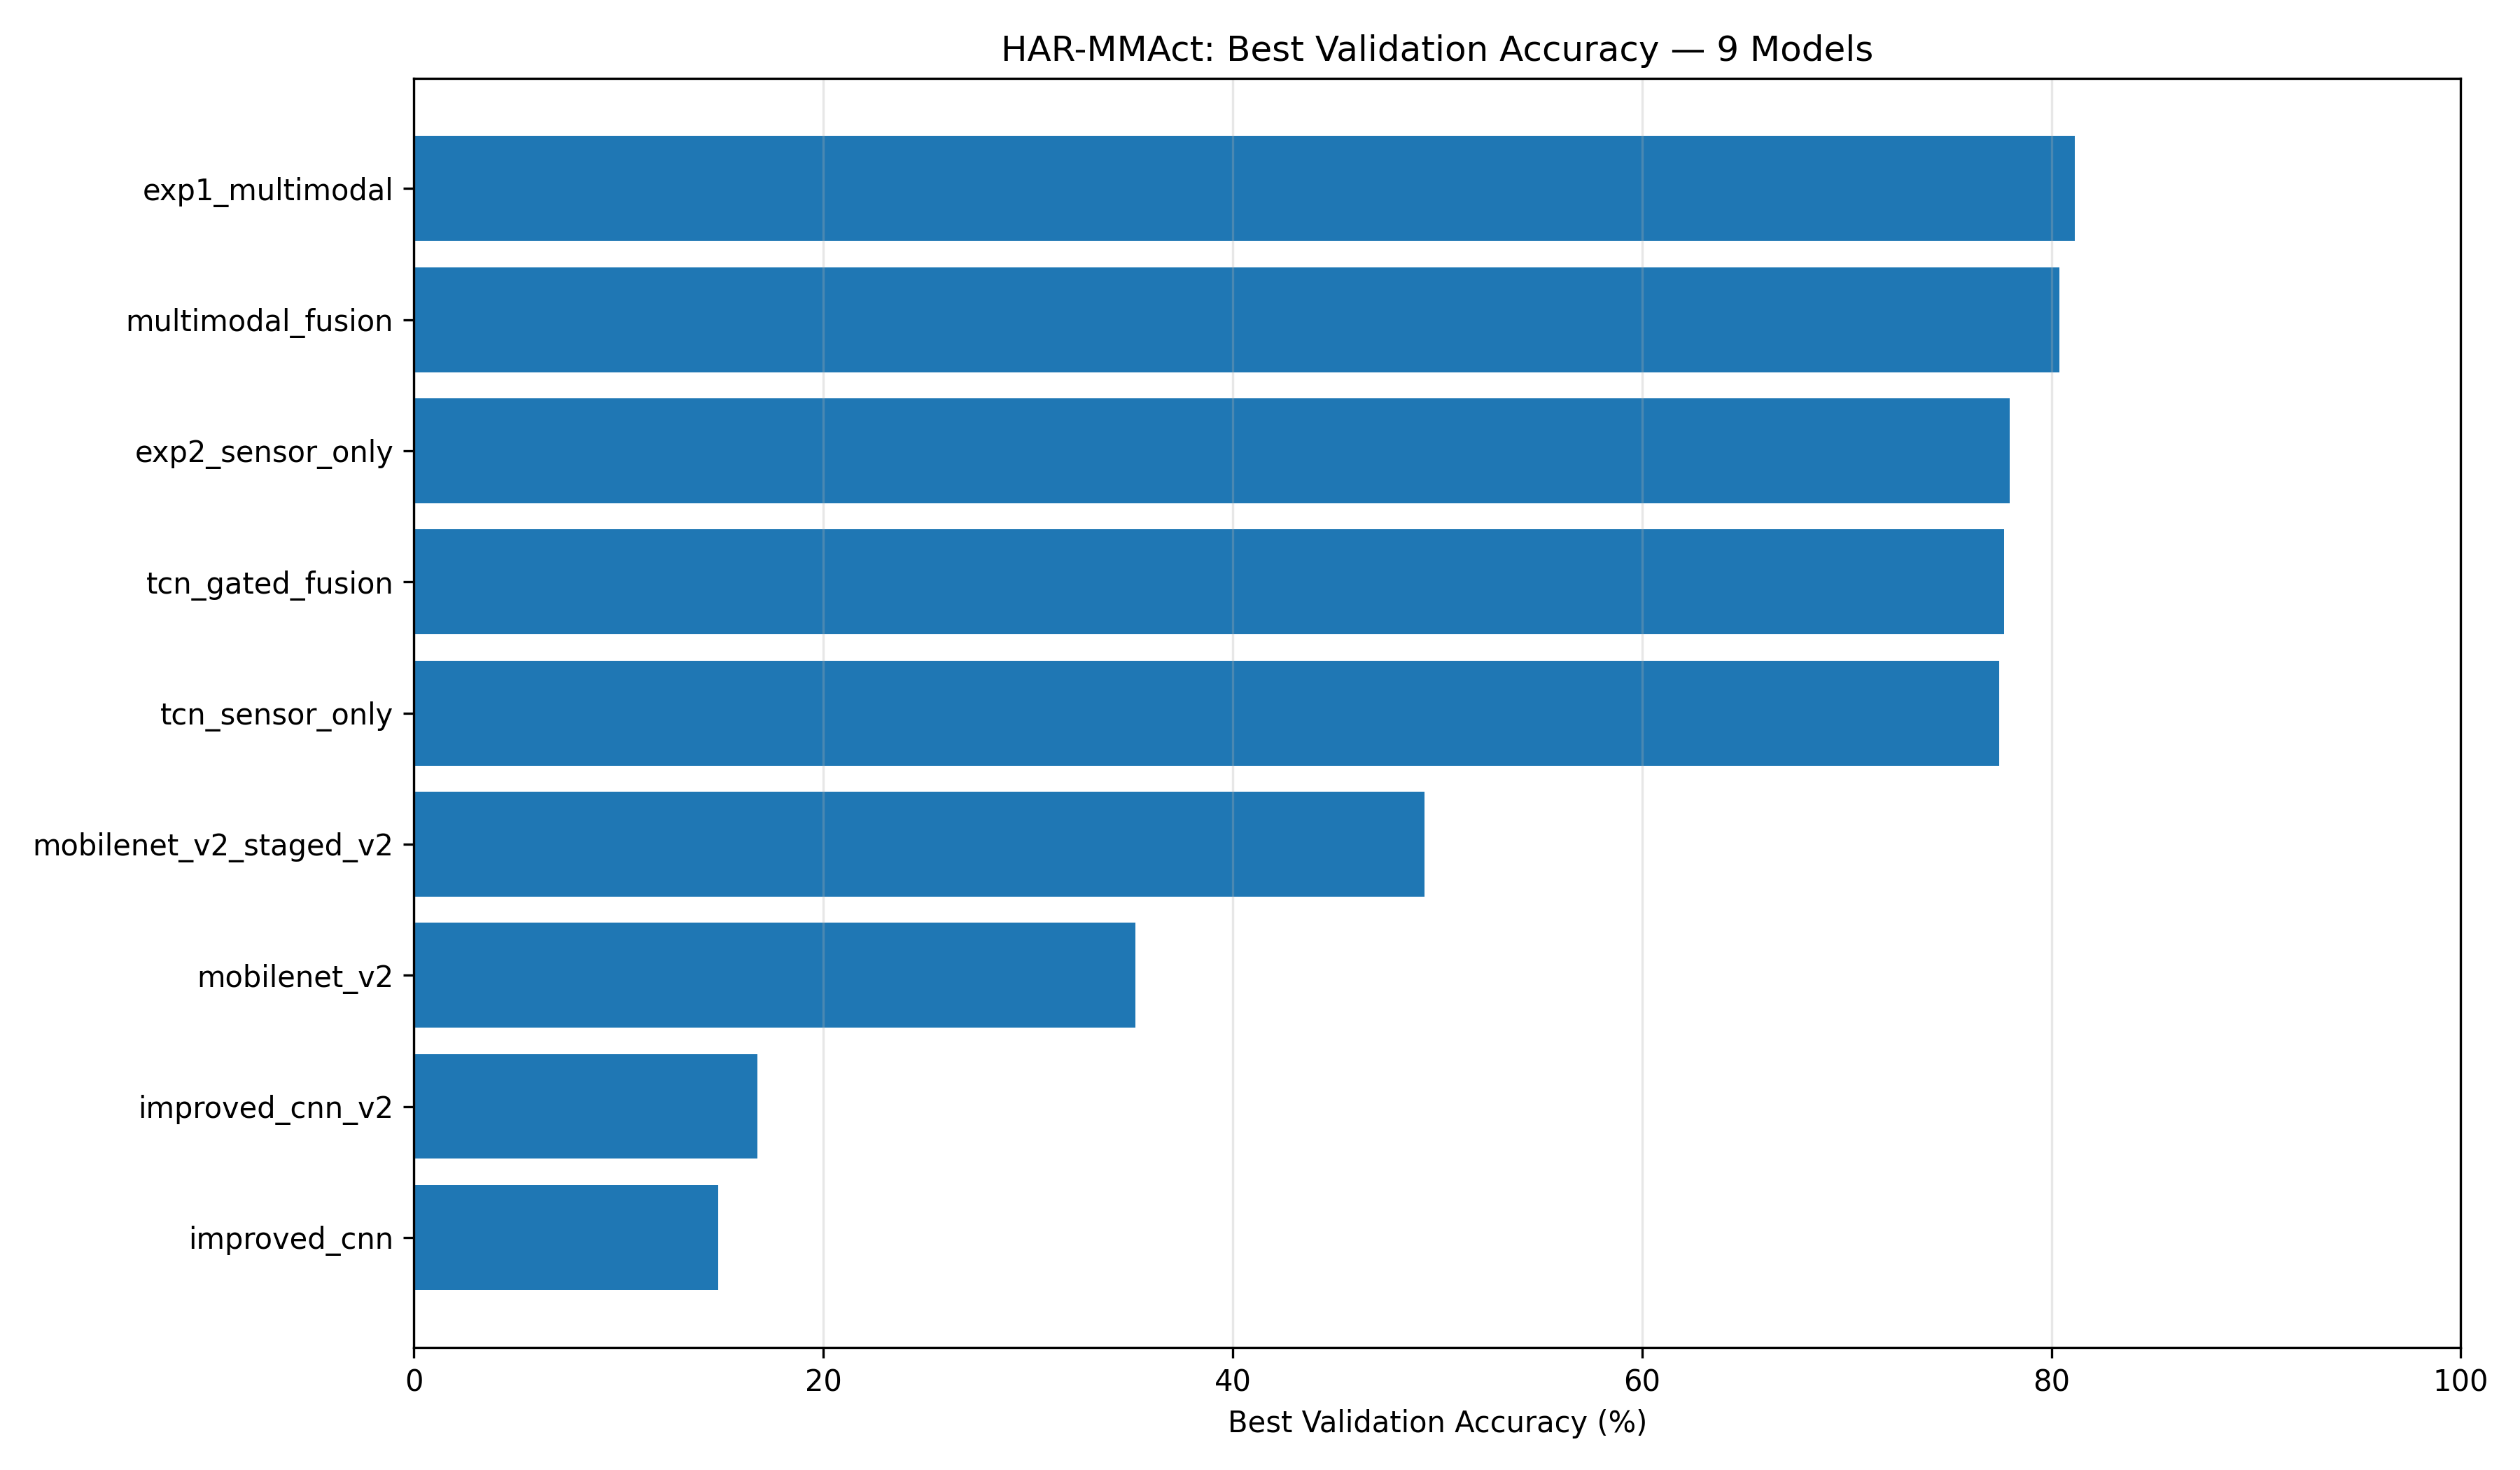 HAR-MMAct: Best Validation Accuracy — 9 Models
exp1_multimodal
multimodal_fusion
exp2_sensor_only
tcn_gated_fusion
tcn_sensor_only
mobilenet_v2_staged_v2
mobilenet_v2
improved_cnn_v2
improved_cnn
0 20 40 60 80 100
Best Validation Accuracy (%)